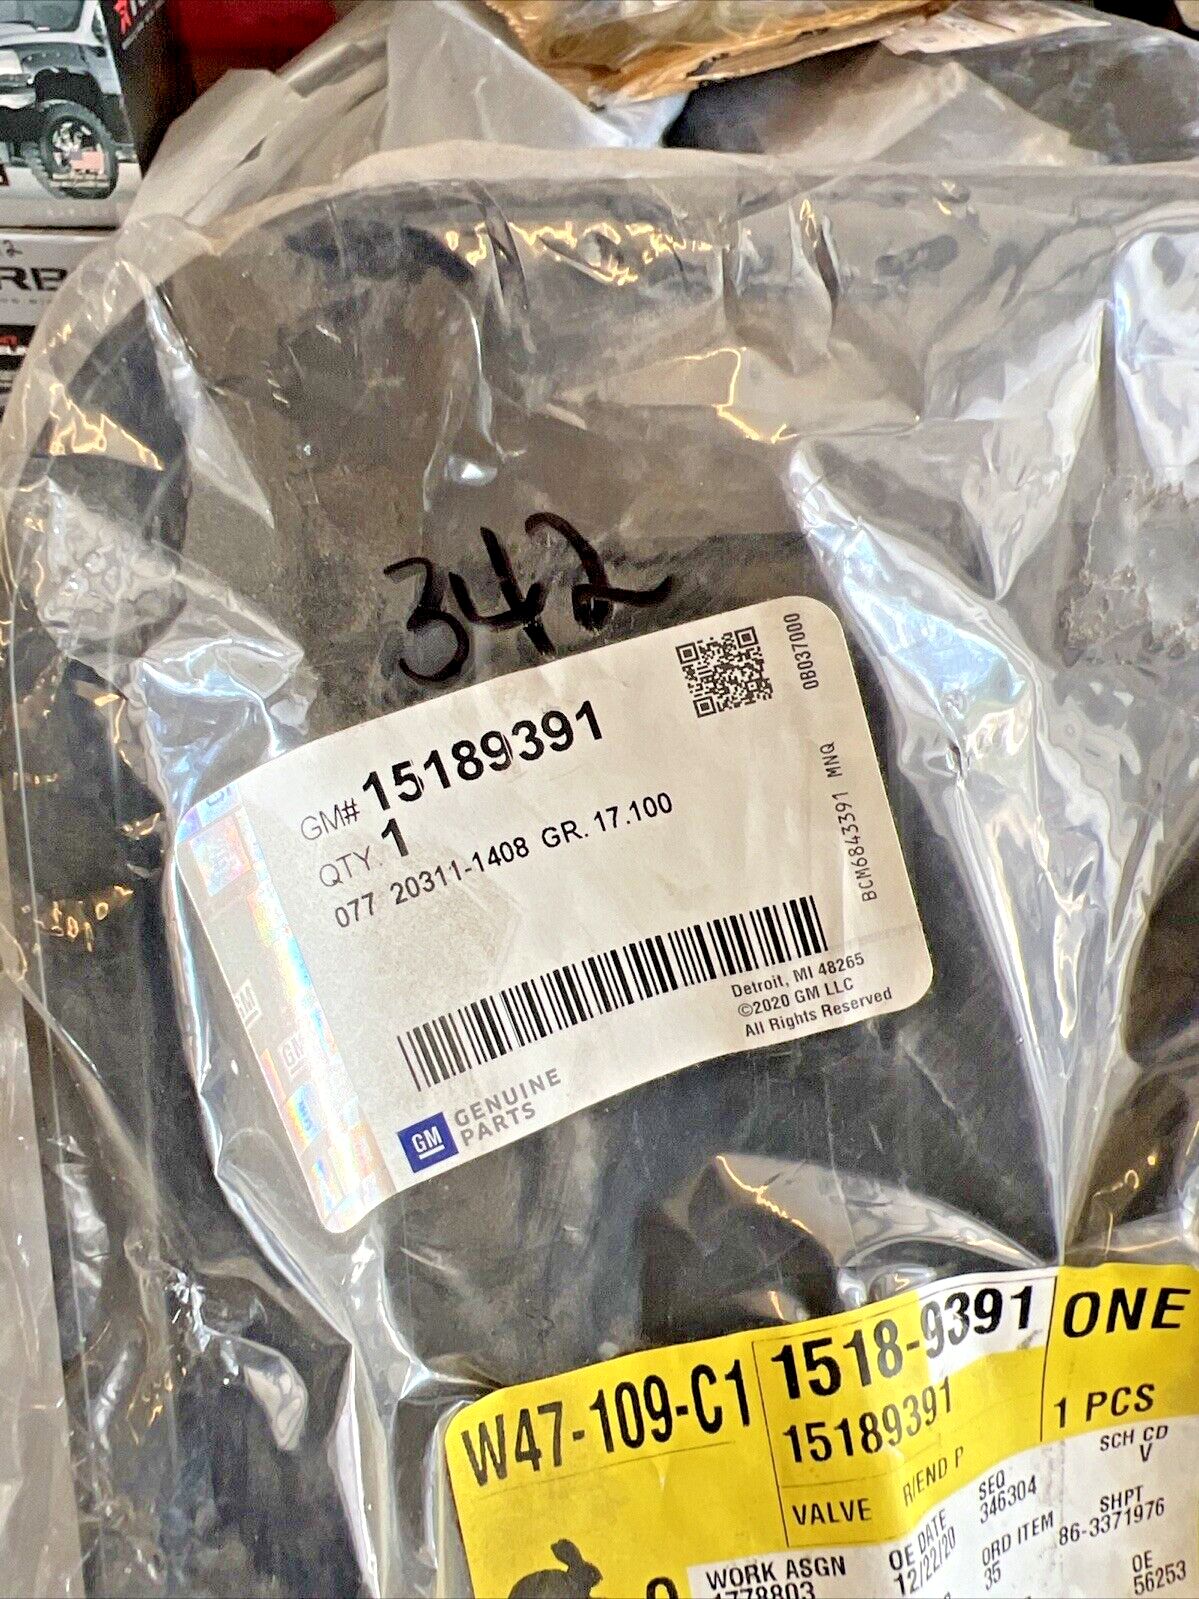 342
GM# 15189391
QTY. 1
077 20311-1408 GR. 17.100
0B037000
BCM6843391 MNQ
Detroit, MI 48265
©2020 GM LLC
All Rights Reserved
GM GENUINE
PARTS
W47-109-C1
1518-9391
15189391
ONE
1 PCS
VALVE
R/END P
SCH CD
V
SEQ
346304
SHPT
86-3371976
OE DATE
12/22/20
ORD ITEM
35
WORK ASGN
1778803
OE
56253